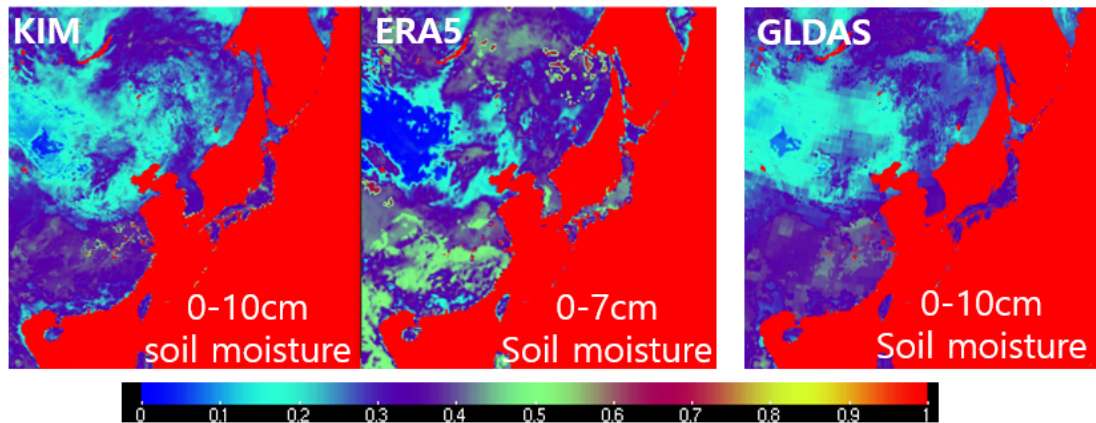 KIM
0-10cm
soil moisture
ERA5
0-7cm
Soil moisture
GLDAS
0-10cm
Soil moisture
0 0.1 0.2 0.3 0.4 0.5 0.6 0.7 0.8 0.9 1